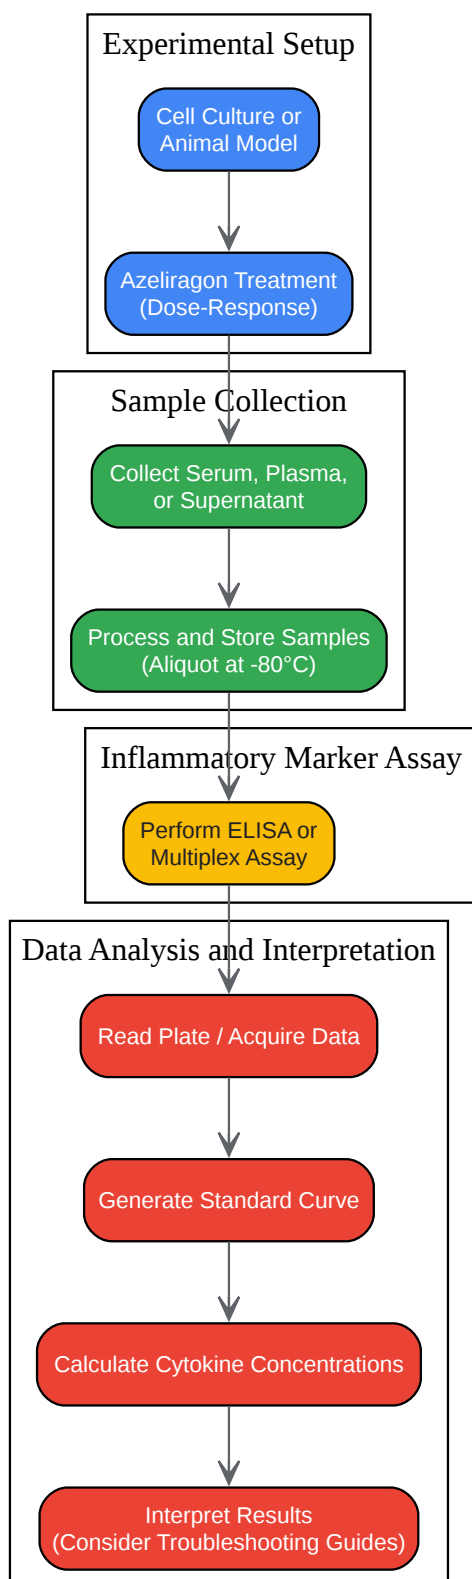 Experimental Setup
Cell Culture or
Animal Model
Azeliragon Treatment
(Dose-Response)
Sample Collection
Collect Serum, Plasma,
or Supernatant
Process and Store Samples
(Aliquot at -80°C)
Inflammatory Marker Assay
Perform ELISA or
Multiplex Assay
Data Analysis and Interpretation
Read Plate / Acquire Data
Generate Standard Curve
Calculate Cytokine Concentrations
Interpret Results
(Consider Troubleshooting Guides)